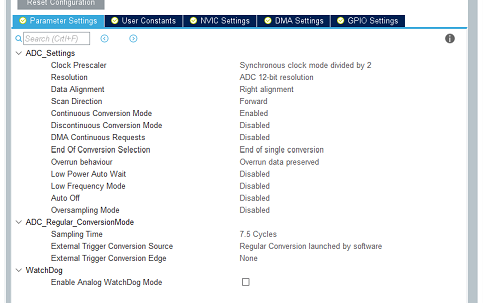 Reset Configuration
Parameter Settings User Constants NVIC Settings DMA Settings GPIO Settings
Search (Crtl+F)
ADC_Settings
Clock Prescaler Synchronous clock mode divided by 2
Resolution ADC 12-bit resolution
Data Alignment Right alignment
Scan Direction Forward
Continuous Conversion Mode Enabled
Discontinuous Conversion Mode Disabled
DMA Continuous Requests Disabled
End Of Conversion Selection End of single conversion
Overrun behaviour Overrun data preserved
Low Power Auto Wait Disabled
Low Frequency Mode Disabled
Auto Off Disabled
Oversampling Mode Disabled
ADC_Regular_ConversionMode
Sampling Time 7.5 Cycles
External Trigger Conversion Source Regular Conversion launched by software
External Trigger Conversion Edge None
WatchDog
Enable Analog WatchDog Mode